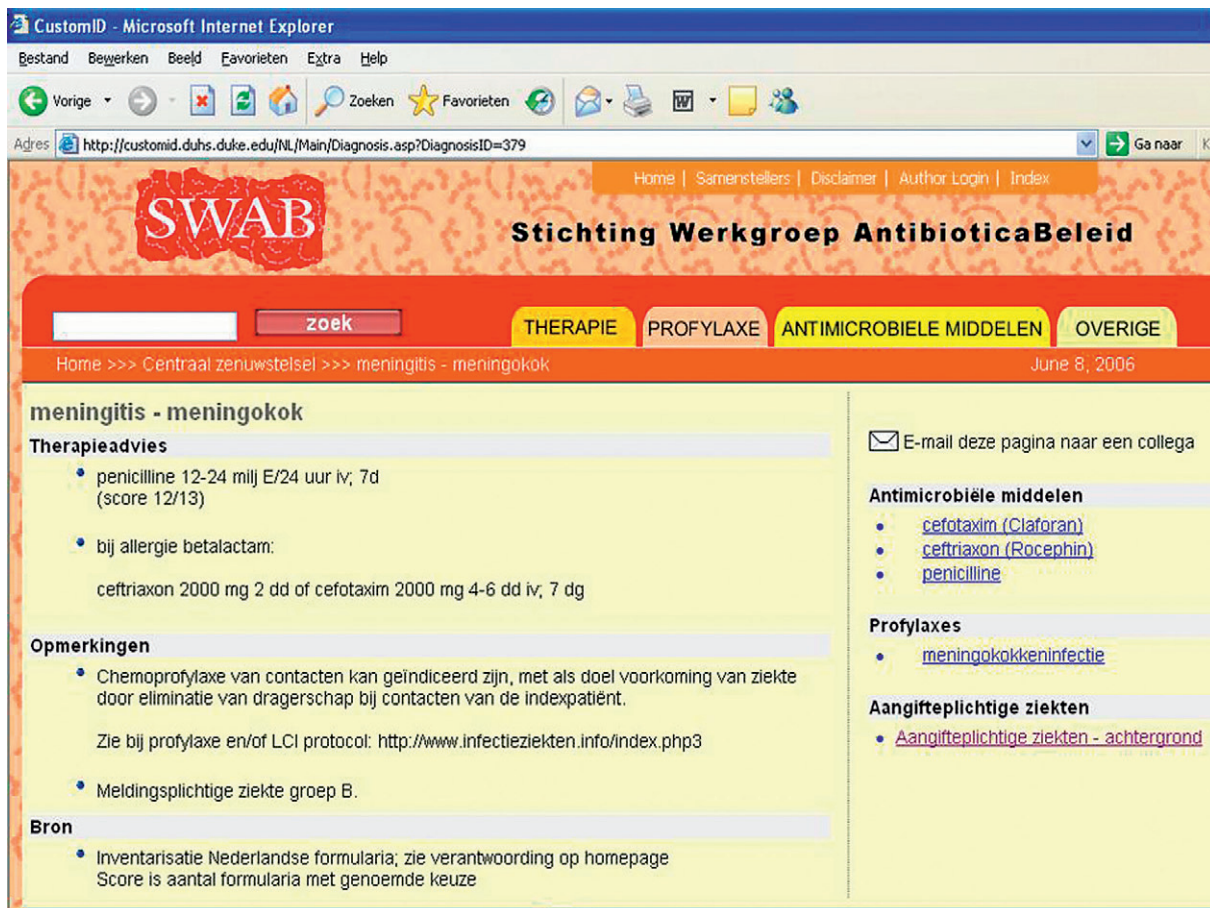 CustomID - Microsoft Internet Explorer
Bestand Bewerken Beeld Favorieten Extra Help
Vorige Zoeken Favorieten
Adres http://customid.duhs.duke.edu/NL/Main/Diagnosis.asp?DiagnosisID=379 Ga naar K
Home | Samenstellers | Disclaimer | Author Login | Index
SWAB
Stichting Werkgroep AntibioticaBeleid
zoek
THERAPIE PROFYLAXE ANTIMICROBIELE MIDDELEN OVERIGE
Home >>> Centraal zenuwstelsel >>> meningitis - meningokok June 8, 2006
meningitis - meningokok
Therapieadvies
penicilline 12-24 milj E/24 uur iv; 7d
(score 12/13)
bij allergie betalactam:
ceftriaxon 2000 mg 2 dd of cefotaxim 2000 mg 4-6 dd iv; 7 dg
Opmerkingen
Chemoprofylaxe van contacten kan geïndiceerd zijn, met als doel voorkoming van ziekte
door eliminatie van dragerschap bij contacten van de indexpatiënt.
Zie bij profylaxe en/of LCI protocol: http://www.infectieziekten.info/index.php3
Meldingsplichtige ziekte groep B.
Bron
Inventarisatie Nederlandse formularia; zie verantwoording op homepage
Score is aantal formularia met genoemde keuze
E-mail deze pagina naar een collega
Antimicrobiële middelen
cefotaxim (Claforan)
ceftriaxon (Rocephin)
penicilline
Profylaxes
meningokokkeninfectie
Aangifteplichtige ziekten
Aangifteplichtige ziekten - achtergrond